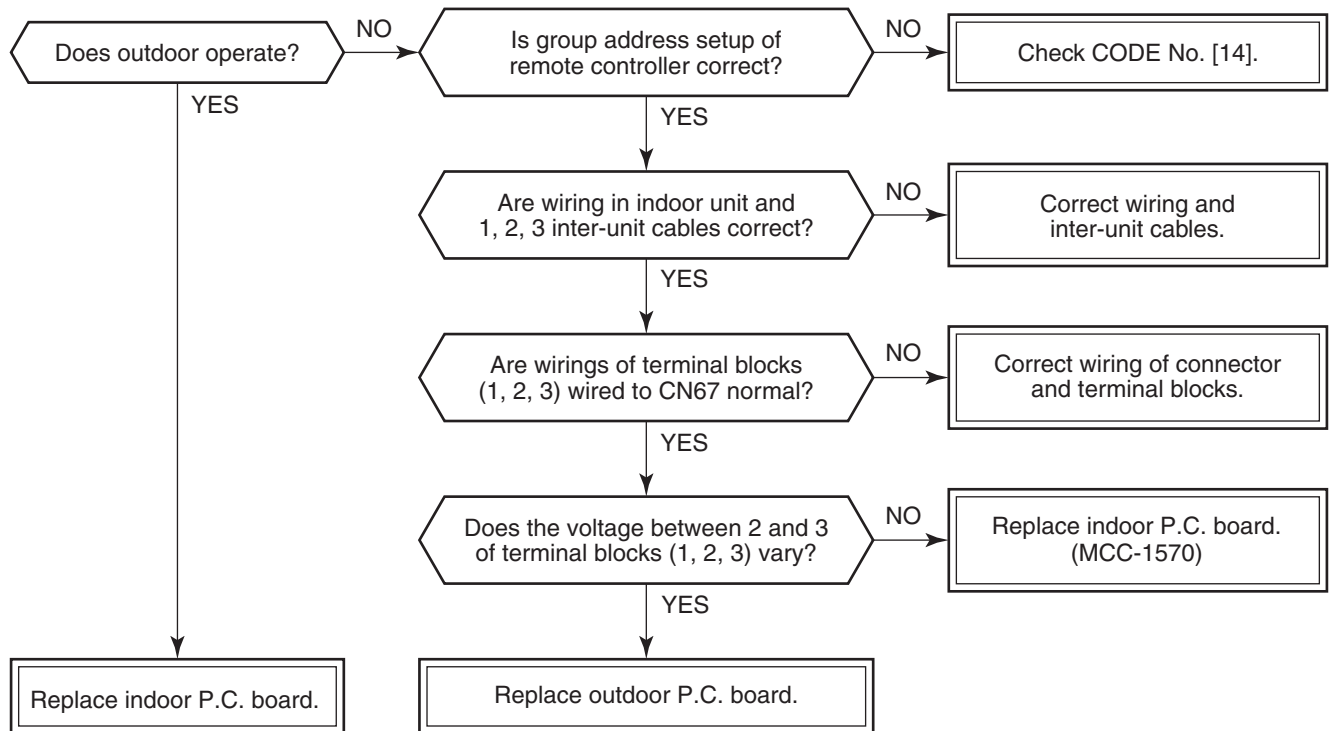 Does outdoor operate?
NO
Is group address setup of
remote controller correct?
NO
Check CODE No. [14].
YES
YES
Are wiring in indoor unit and
1, 2, 3 inter-unit cables correct?
NO
Correct wiring and
inter-unit cables.
YES
Are wirings of terminal blocks
(1, 2, 3) wired to CN67 normal?
NO
Correct wiring of connector
and terminal blocks.
YES
Does the voltage between 2 and 3
of terminal blocks (1, 2, 3) vary?
NO
Replace indoor P.C. board.
(MCC-1570)
YES
Replace indoor P.C. board.
Replace outdoor P.C. board.